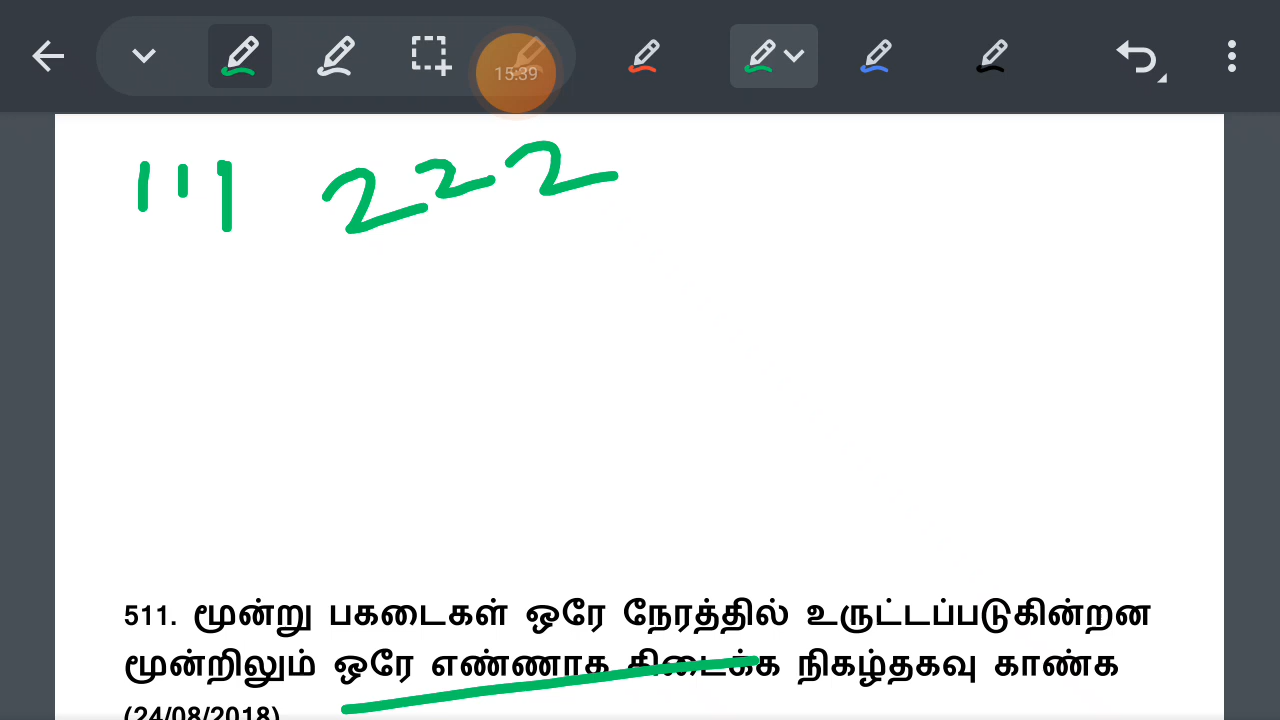 15:39
111 222
511. மூன்று பகடைகள் ஒரே நேரத்தில் உருட்டப்படுகின்றன
மூன்றிலும் ஒரே எண்ணாக கிடைக்க நிகழ்தகவு காண்க
(24/08/2018)